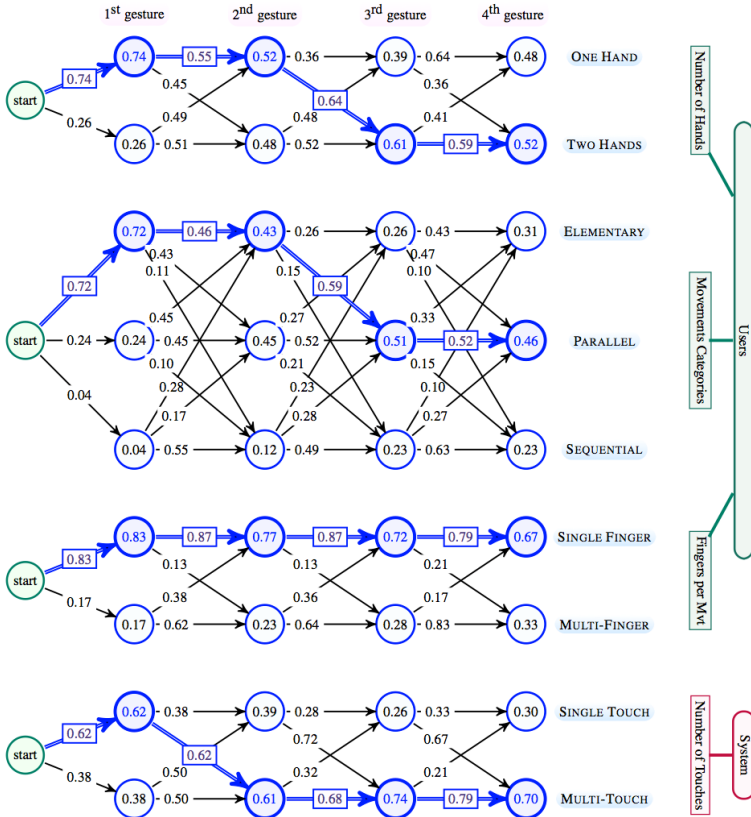 1st gesture 2nd gesture 3rd gesture 4th gesture
0.74 0.55 0.52 0.36 0.39 0.64 0.48 ONE HAND
0.74 0.45 0.64 0.36
start
0.26 0.49 0.48 0.41
0.26 0.51 0.48 0.52 0.61 0.59 0.52 TWO HANDS
Number of Hands
0.72 0.46 0.43 0.26 0.26 0.43 0.31 ELEMENTARY
0.43 0.47
0.11 0.15 0.10
0.72 0.59
0.45 0.27 0.33
start 0.24 0.24 0.45 0.45 0.52 0.51 0.52 0.46 PARALLEL
0.10 0.21 0.15
0.04 0.28 0.23 0.10
0.17 0.28 0.27
0.04 0.55 0.12 0.49 0.23 0.63 0.23 SEQUENTIAL
Movements Categories
Users
0.83 0.87 0.77 0.87 0.72 0.79 0.67 SINGLE FINGER
0.83 0.13 0.13 0.21
start
0.17 0.38 0.36 0.17
0.17 0.62 0.23 0.64 0.28 0.83 0.33 MULTI-FINGER
Fingers per Mvt
0.62 0.38 0.39 0.28 0.26 0.33 0.30 SINGLE TOUCH
0.62 0.62 0.72 0.67
start
0.38 0.50 0.32 0.21
0.38 0.50 0.61 0.68 0.74 0.79 0.70 MULTI-TOUCH
Number of Touches
System